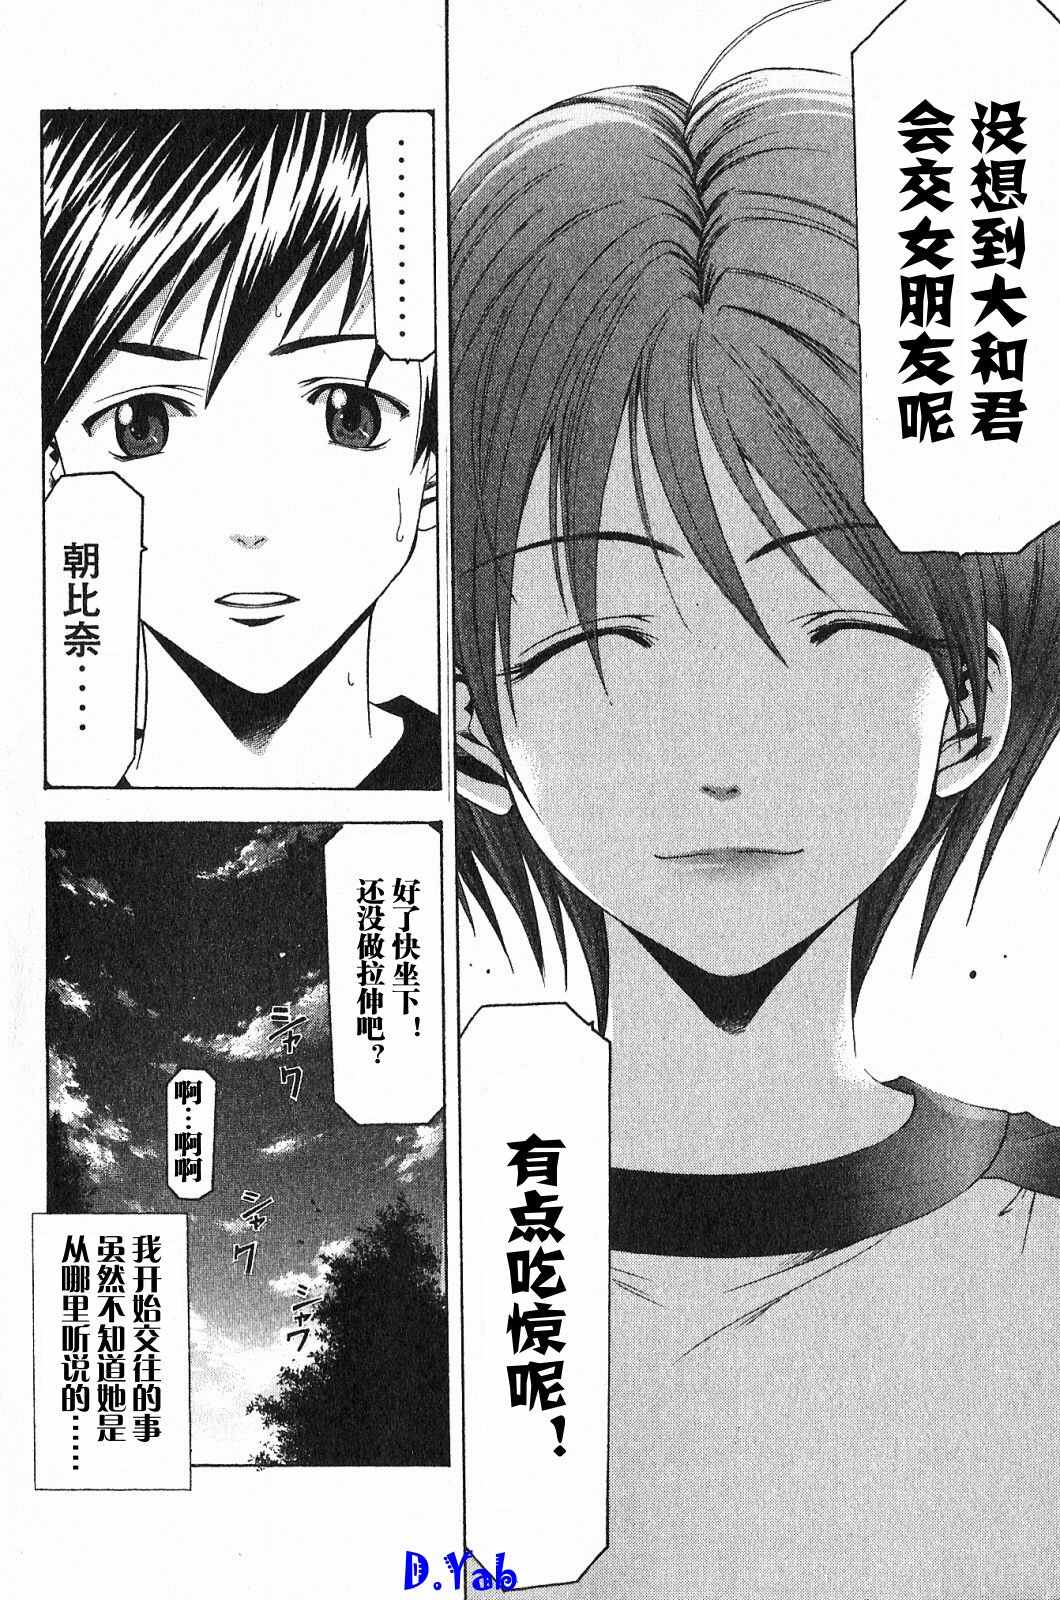 没想到大和君
会交女朋友呢
有点吃惊呢！
………
朝比奈‥‥
好了快坐下！
还没做拉伸吧？
シャク
啊…啊啊
シャク
シャク
我开始交往的事
虽然不知道她是
从哪里听说的……
D.Yab